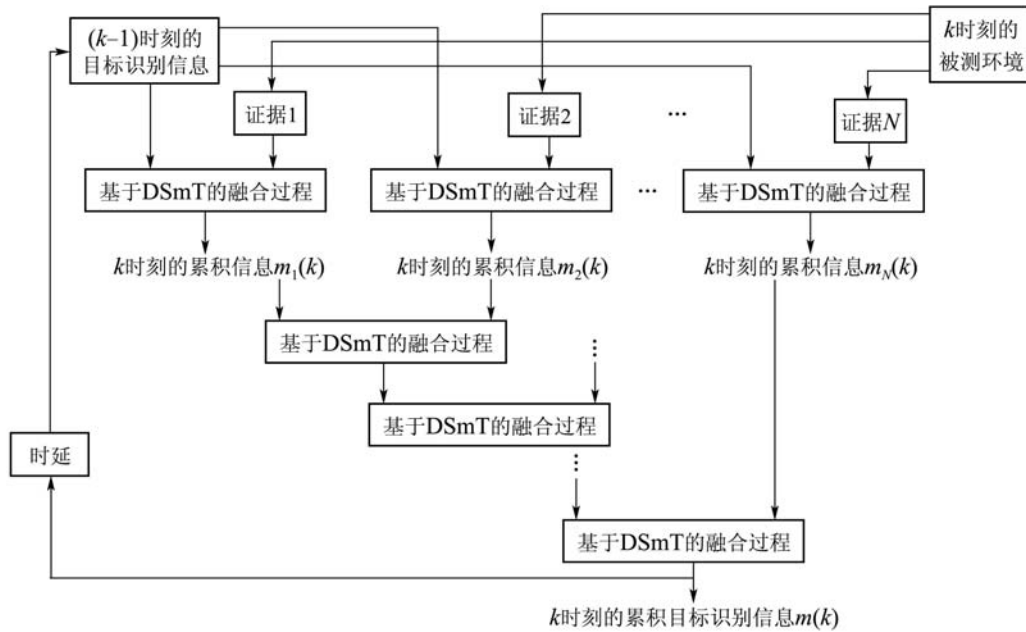 (k–1)时刻的
目标识别信息
k时刻的
被测环境
证据1
证据2
...
证据N
基于DSmT的融合过程
基于DSmT的融合过程
...
基于DSmT的融合过程
k时刻的累积信息m₁(k)
k时刻的累积信息m₂(k)
k时刻的累积信息m_N(k)
基于DSmT的融合过程
⋮
基于DSmT的融合过程
时延
⋮
基于DSmT的融合过程
k时刻的累积目标识别信息m(k)